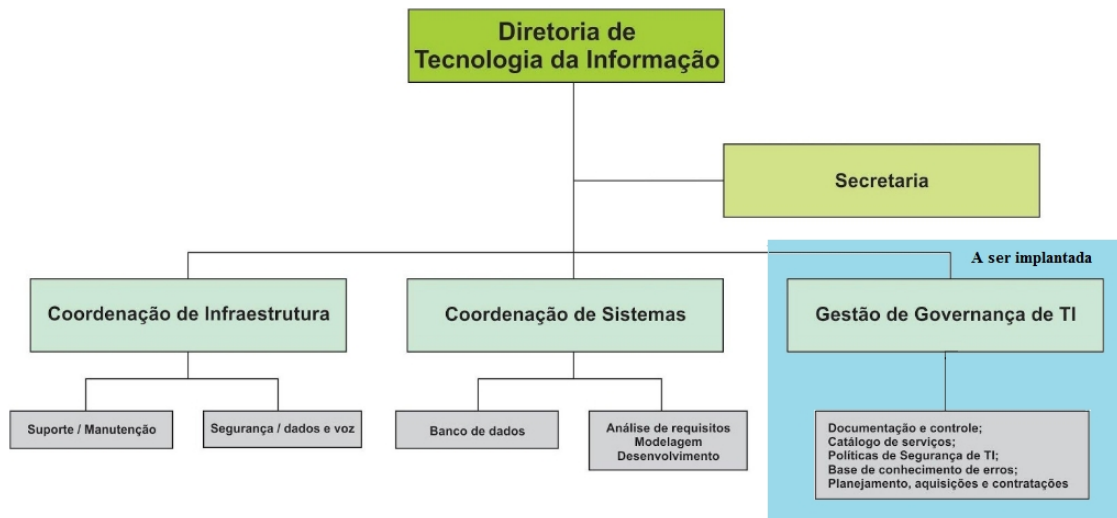 Diretoria de
Tecnologia da Informação
Secretaria
A ser implantada
Coordenação de Infraestrutura
Coordenação de Sistemas
Gestão de Governança de TI
Suporte / Manutenção
Segurança / dados e voz
Banco de dados
Análise de requisitos
Modelagem
Desenvolvimento
Documentação e controle;
Catálogo de serviços;
Políticas de Segurança de TI;
Base de conhecimento de erros;
Planejamento, aquisições e contratações